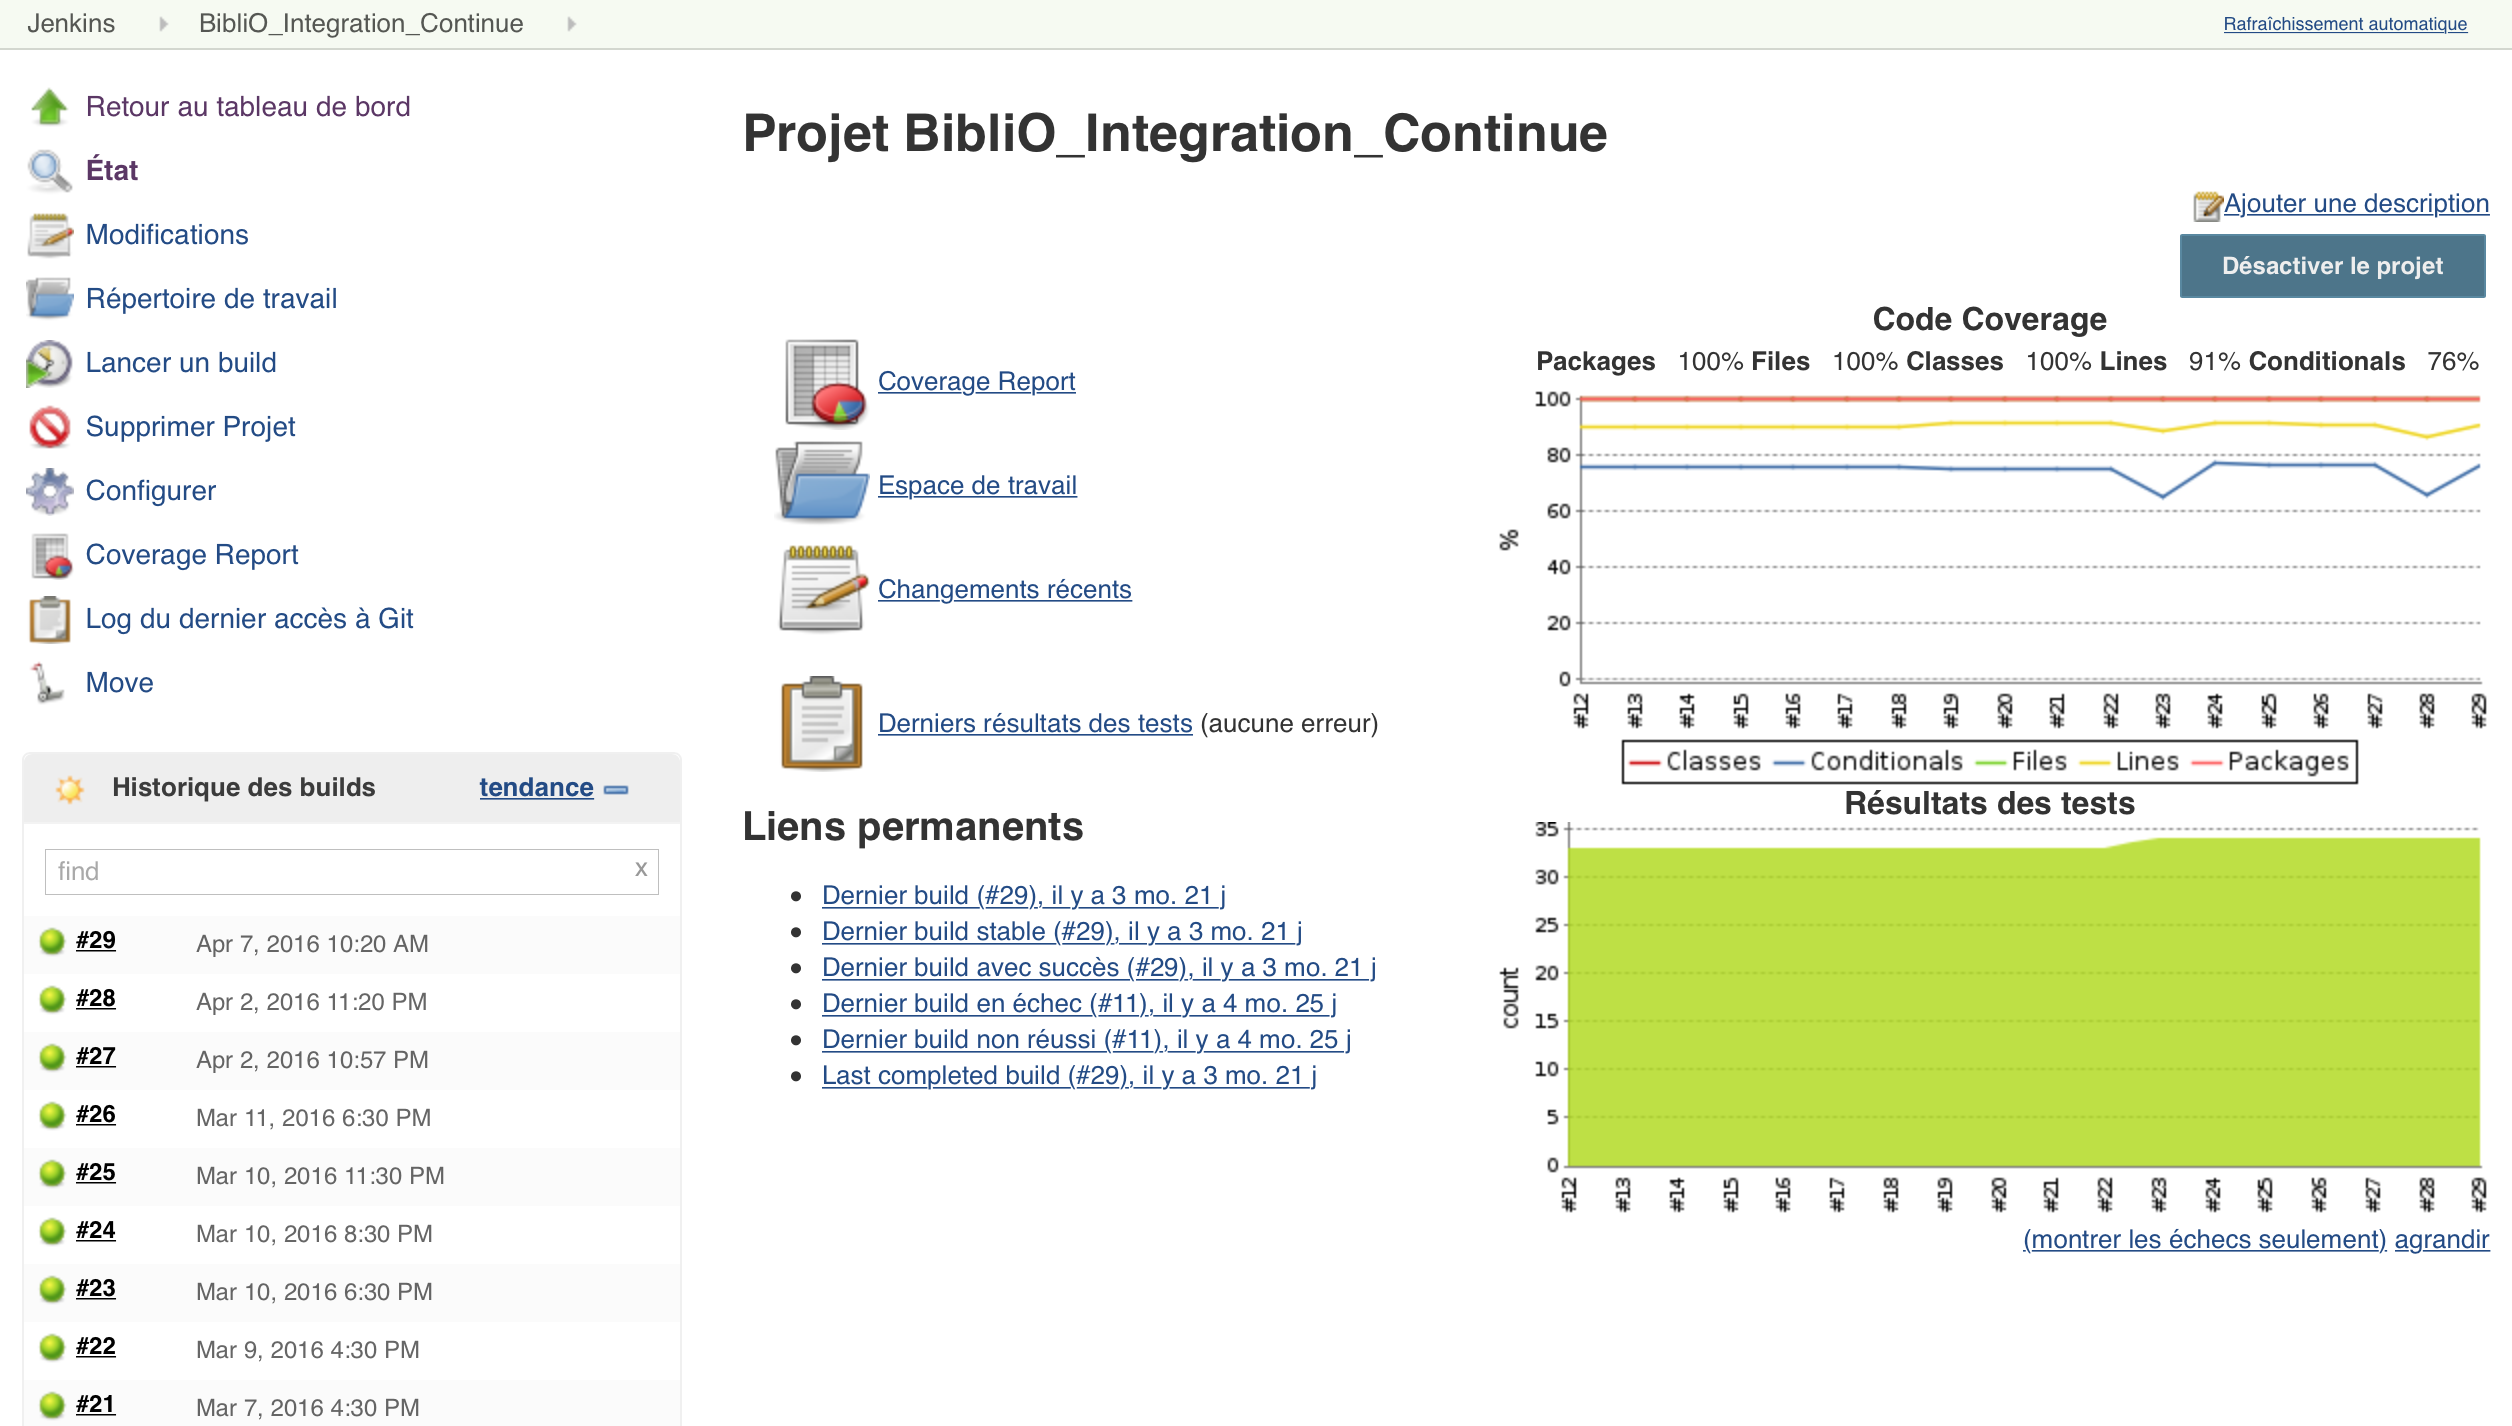 Jenkins BibliO_Integration_Continue Rafraîchissement automatique
Retour au tableau de bord
État
Modifications
Répertoire de travail
Lancer un build
Supprimer Projet
Configurer
Coverage Report
Log du dernier accès à Git
Move
Historique des builds tendance
find x
#29 Apr 7, 2016 10:20 AM
#28 Apr 2, 2016 11:20 PM
#27 Apr 2, 2016 10:57 PM
#26 Mar 11, 2016 6:30 PM
#25 Mar 10, 2016 11:30 PM
#24 Mar 10, 2016 8:30 PM
#23 Mar 10, 2016 6:30 PM
#22 Mar 9, 2016 4:30 PM
#21 Mar 7, 2016 4:30 PM
Projet BibliO_Integration_Continue
Ajouter une description
Désactiver le projet
Coverage Report
Espace de travail
Changements récents
Derniers résultats des tests (aucune erreur)
Liens permanents
Dernier build (#29), il y a 3 mo. 21 j
Dernier build stable (#29), il y a 3 mo. 21 j
Dernier build avec succès (#29), il y a 3 mo. 21 j
Dernier build en échec (#11), il y a 4 mo. 25 j
Dernier build non réussi (#11), il y a 4 mo. 25 j
Last completed build (#29), il y a 3 mo. 21 j
Code Coverage
Packages 100% Files 100% Classes 100% Lines 91% Conditionals 76%
100
80
60
40
20
0
%
#12 #13 #14 #15 #16 #17 #18 #19 #20 #21 #22 #23 #24 #25 #26 #27 #28 #29
Classes Conditionals Files Lines Packages
Résultats des tests
35
30
25
20
15
10
5
0
count
#12 #13 #14 #15 #16 #17 #18 #19 #20 #21 #22 #23 #24 #25 #26 #27 #28 #29
(montrer les échecs seulement) agrandir